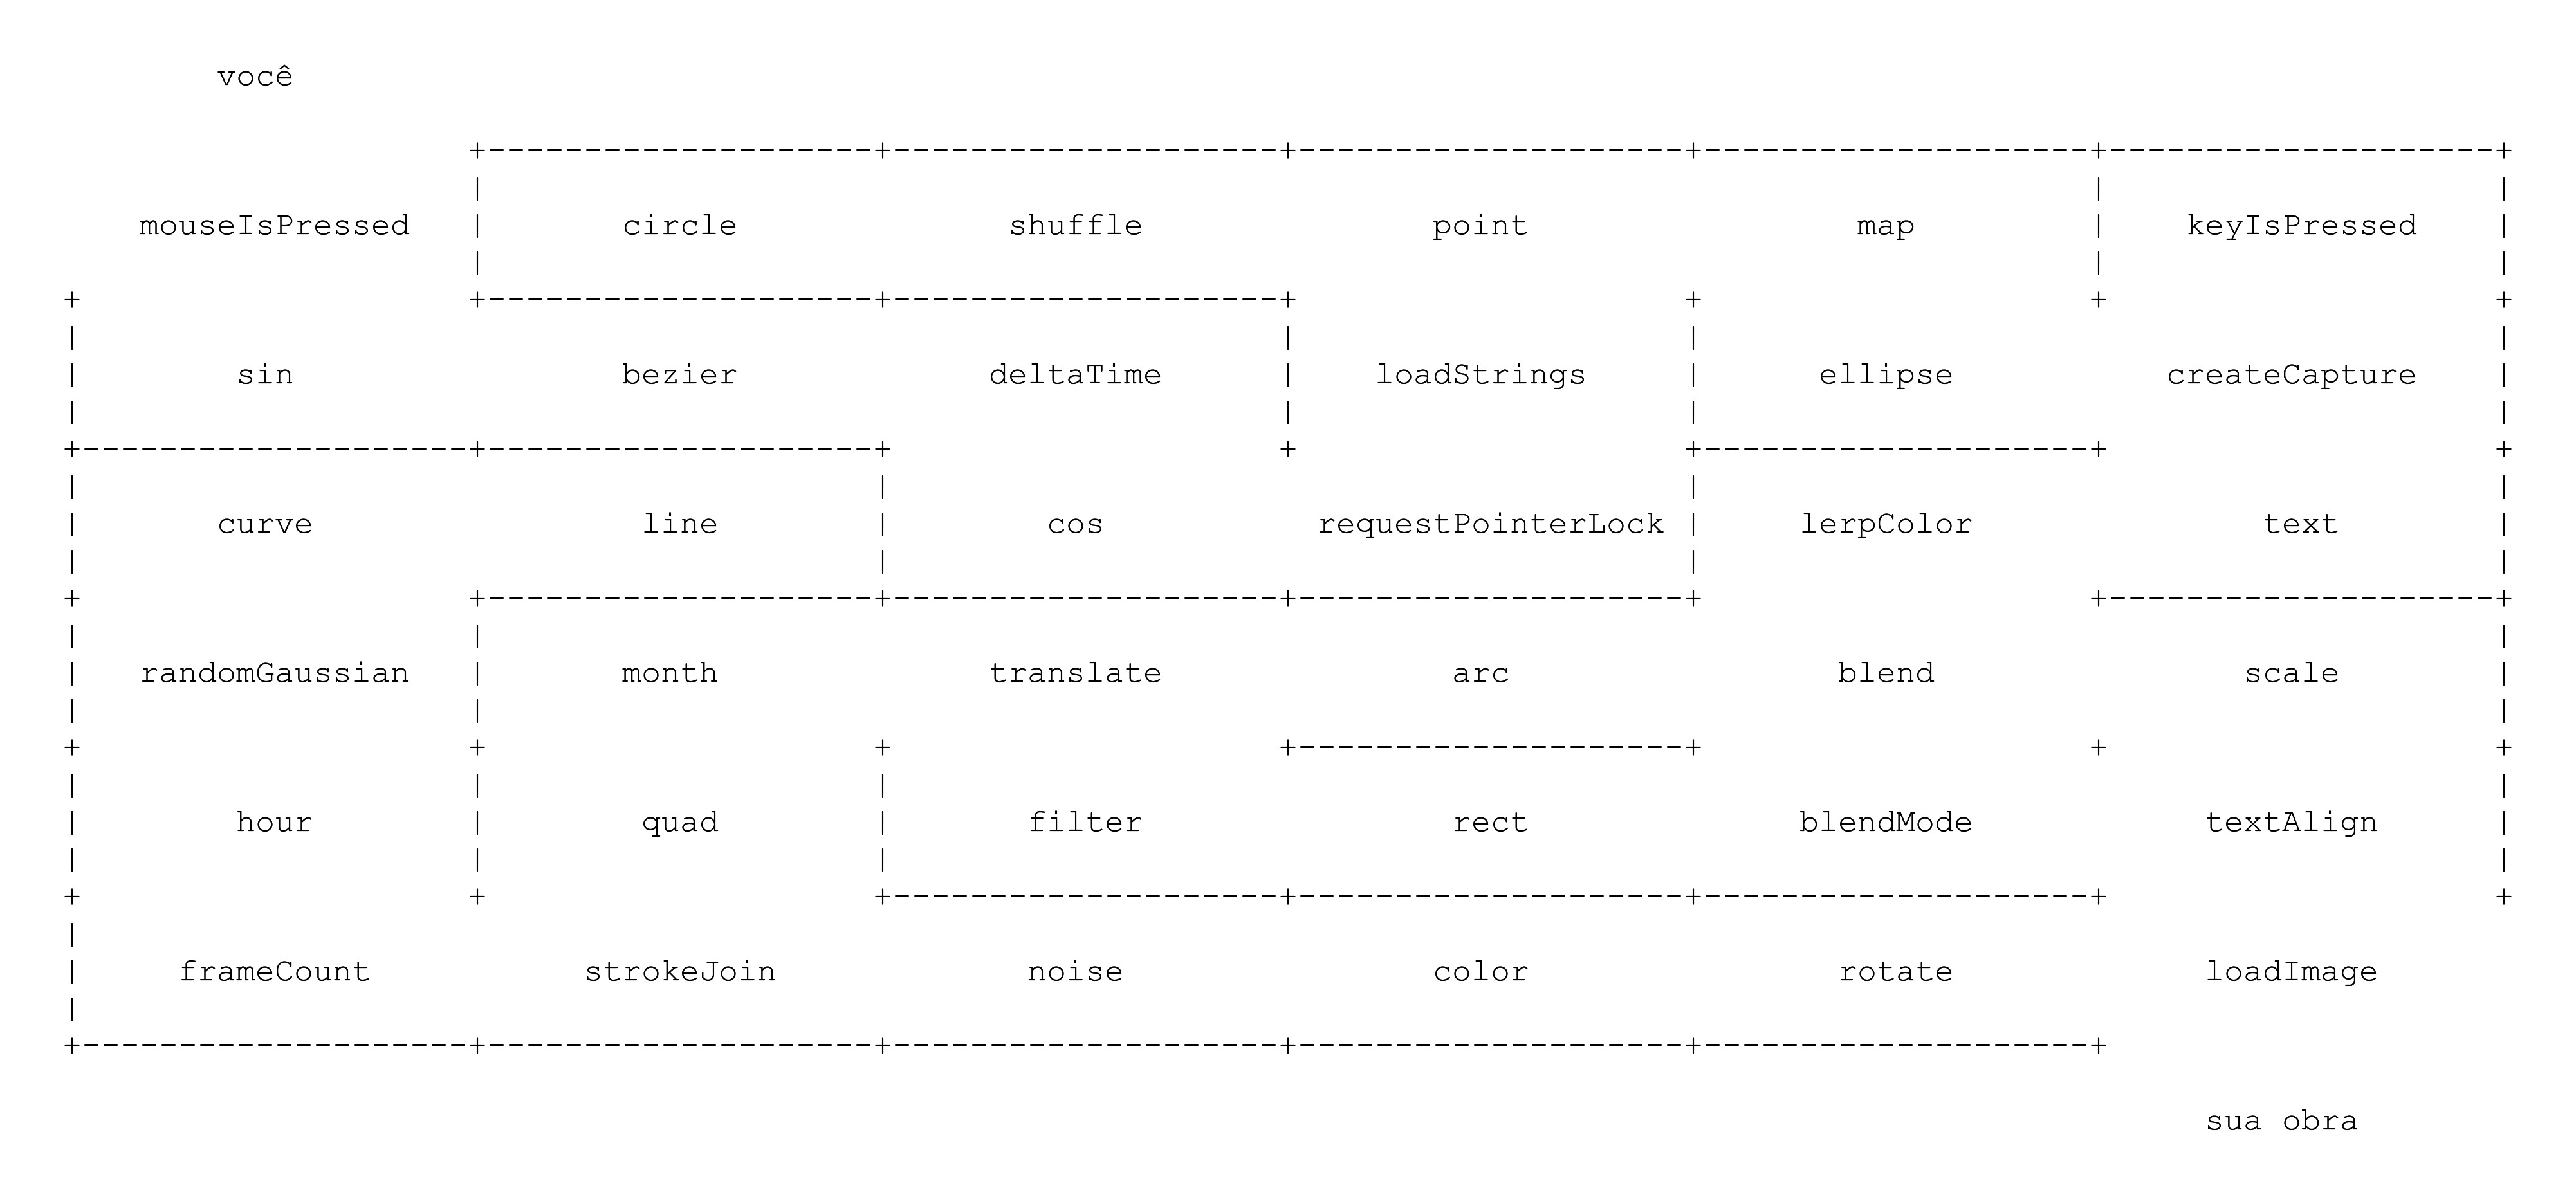 você
mouseIsPressed circle shuffle point map keyIsPressed
sin bezier deltaTime loadStrings ellipse createCapture
curve line cos requestPointerLock lerpColor text
randomGaussian month translate arc blend scale
hour quad filter rect blendMode textAlign
frameCount strokeJoin noise color rotate loadImage
sua obra